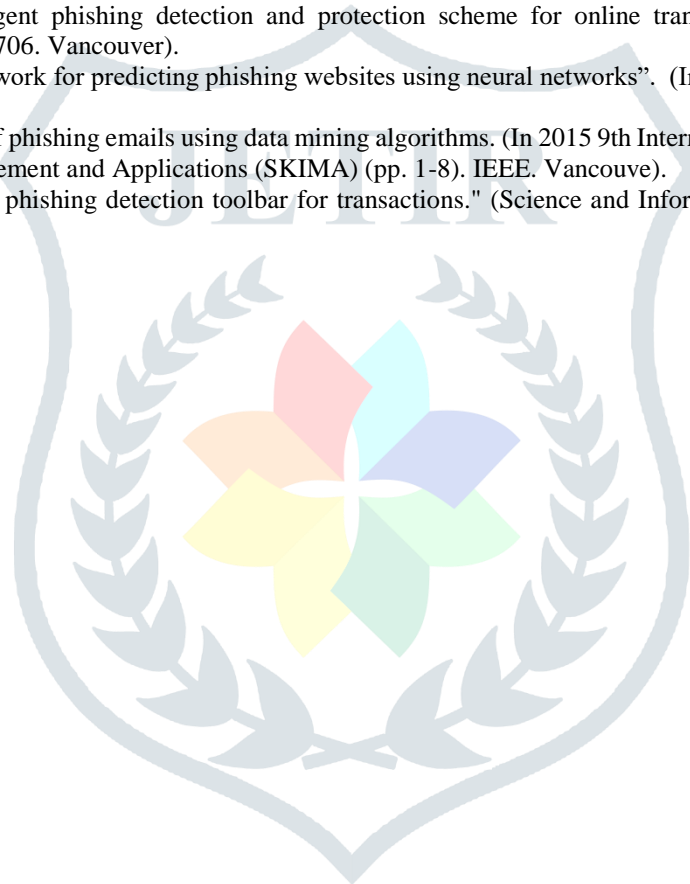 gent phishing detection and protection scheme for online tran
706. Vancouver).
work for predicting phishing websites using neural networks”. (In
f phishing emails using data mining algorithms. (In 2015 9th Intern
ement and Applications (SKIMA) (pp. 1-8). IEEE. Vancouve).
phishing detection toolbar for transactions." (Science and Infor
JETIR